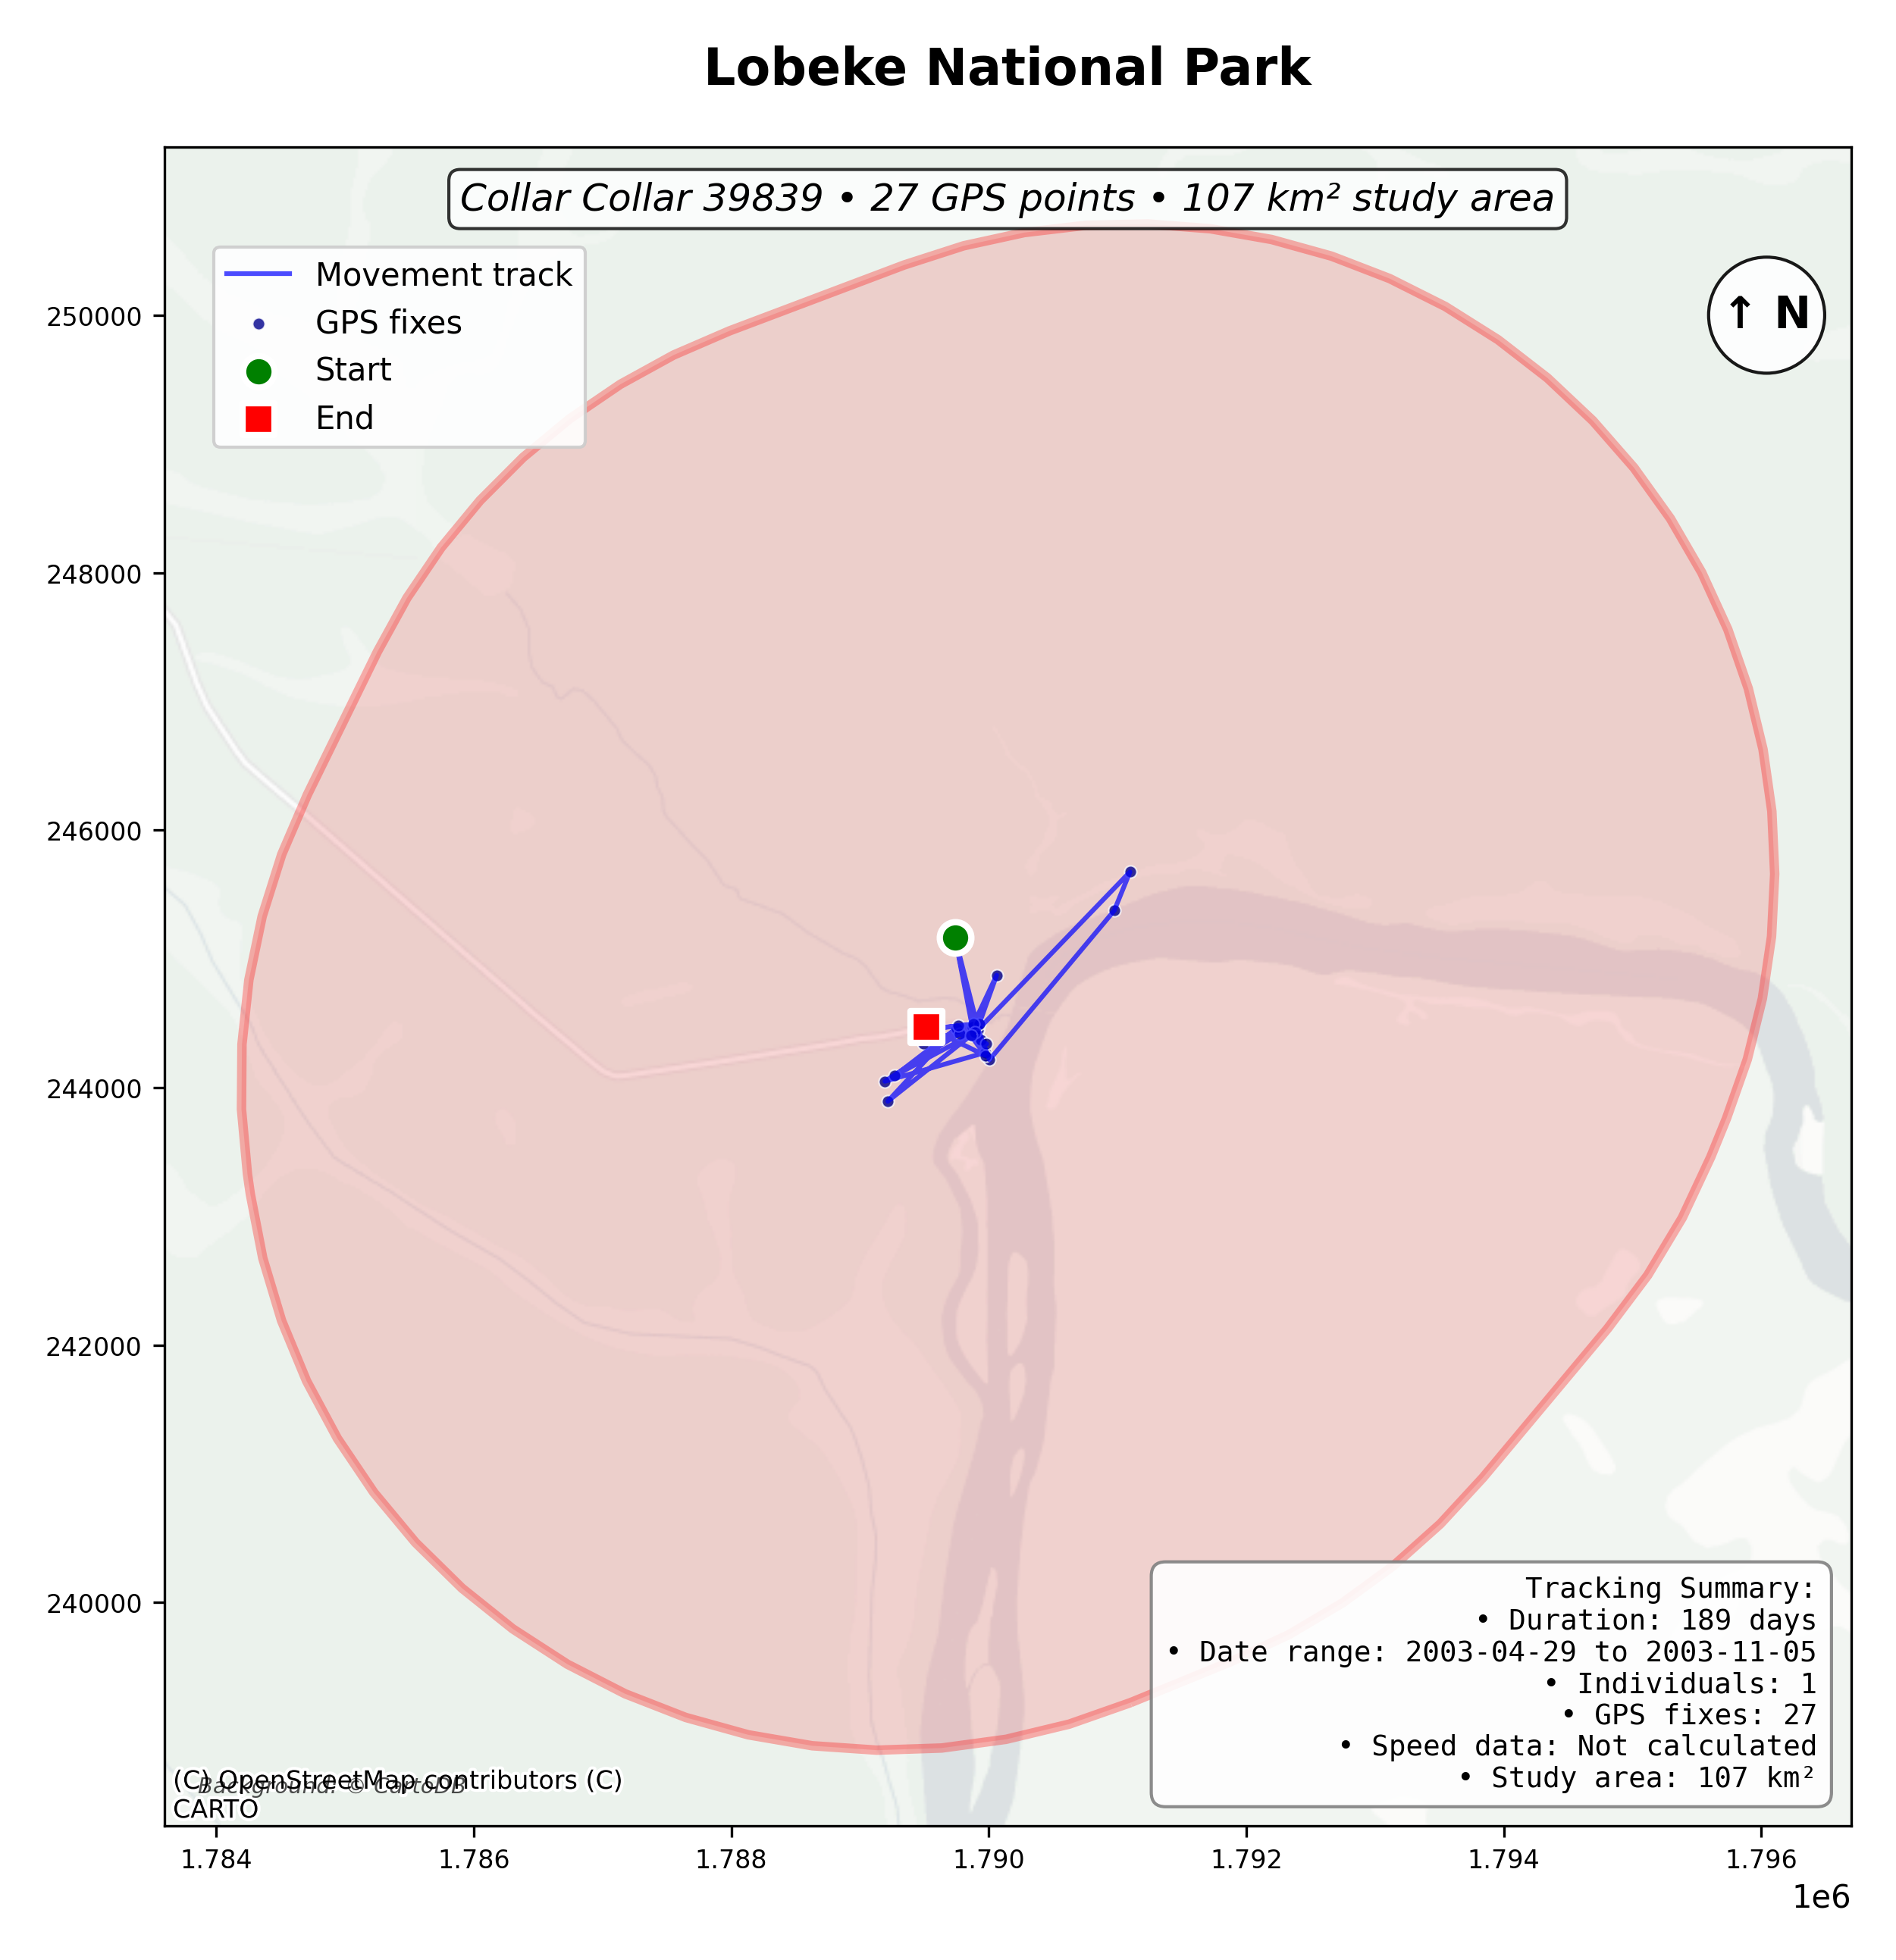 Lobeke National Park
Collar Collar 39839 • 27 GPS points • 107 km² study area
Movement track
GPS fixes
Start
End
↑ N
250000
248000
246000
244000
242000
240000
Tracking Summary:
• Duration: 189 days
• Date range: 2003-04-29 to 2003-11-05
• Individuals: 1
• GPS fixes: 27
• Speed data: Not calculated
• Study area: 107 km²
(C) OpenStreetMap contributors (C)
CARTO
Background: © CartoDB
1.784 1.786 1.788 1.790 1.792 1.794 1.796
1e6